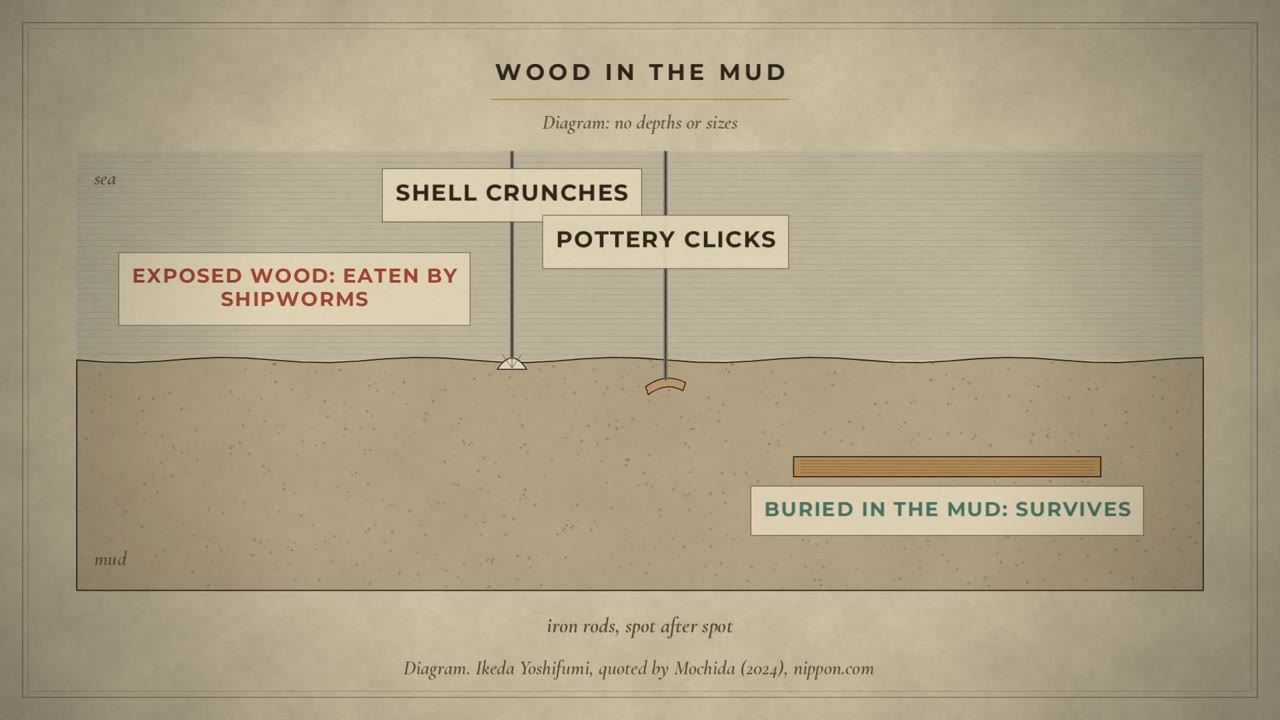 WOOD IN THE MUD
Diagram: no depths or sizes
sea
SHELL CRUNCHES
POTTERY CLICKS
EXPOSED WOOD: EATEN BY
SHIPWORMS
BURIED IN THE MUD: SURVIVES
mud
iron rods, spot after spot
Diagram. Ikeda Yoshifumi, quoted by Mochida (2024), nippon.com